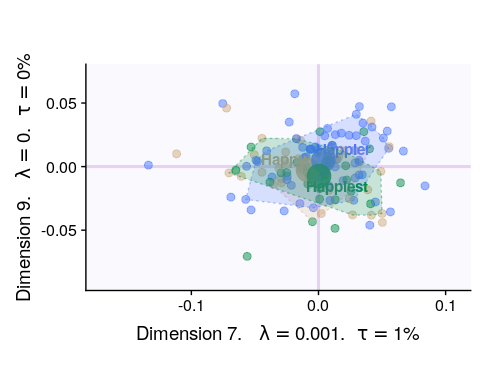 Dimension 9. λ = 0. τ = 0%
0.05
0.00
-0.05
Happier
Happiest
-0.1
0.0
0.1
Dimension 7. λ = 0.001. τ = 1%